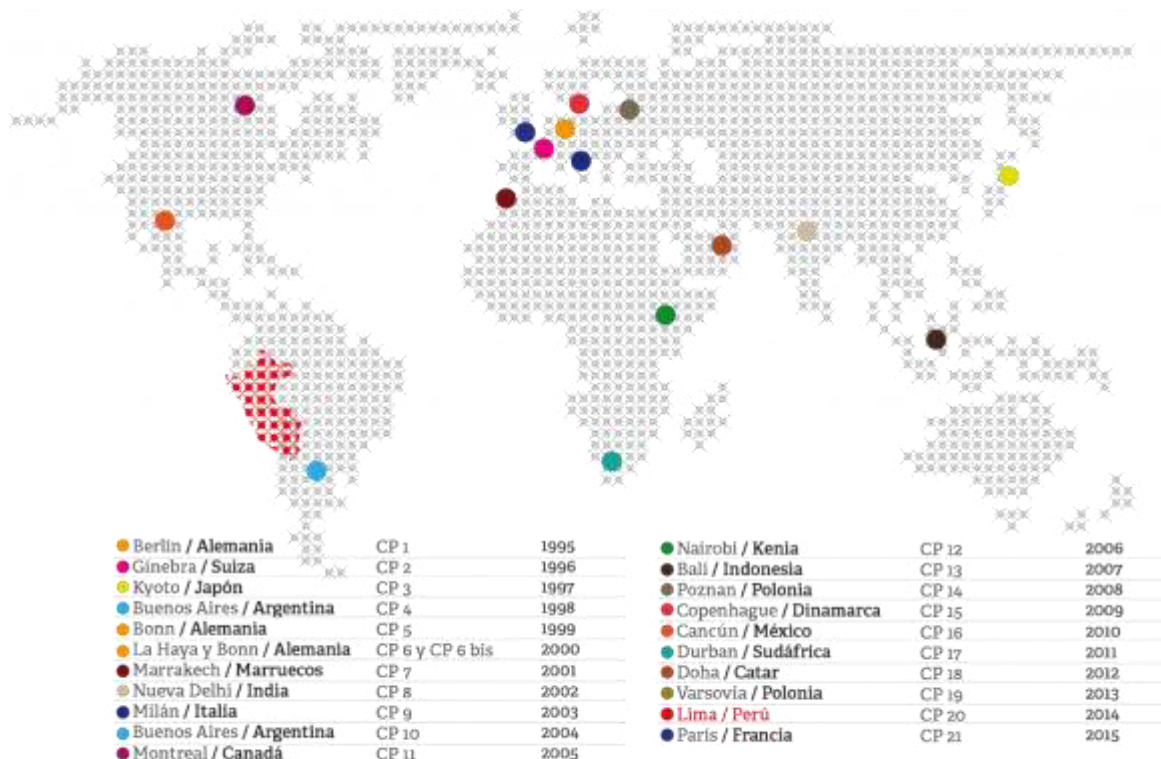 Berlín / Alemania CP 1 1995
Ginebra / Suiza CP 2 1996
Kyoto / Japón CP 3 1997
Buenos Aires / Argentina CP 4 1998
Bonn / Alemania CP 5 1999
La Haya y Bonn / Alemania CP 6 y CP 6 bis 2000
Marrakech / Marruecos CP 7 2001
Nueva Delhi / India CP 8 2002
Milán / Italia CP 9 2003
Buenos Aires / Argentina CP 10 2004
Montreal / Canadá CP 11 2005
Nairobi / Kenia CP 12 2006
Bali / Indonesia CP 13 2007
Poznan / Polonia CP 14 2008
Copenhague / Dinamarca CP 15 2009
Cancún / México CP 16 2010
Durban / Sudáfrica CP 17 2011
Doha / Catar CP 18 2012
Varsovia / Polonia CP 19 2013
Lima / Perú CP 20 2014
París / Francia CP 21 2015